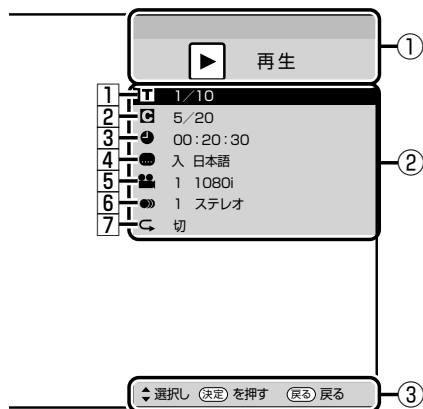 ▶ 再生 ①
1 T 1/10
2 C 5/20
3 00:20:30
4 入 日本語 ②
5 1 1080i
6 1 ステレオ
7 切
選択し 決定 を押す 戻る 戻る ③